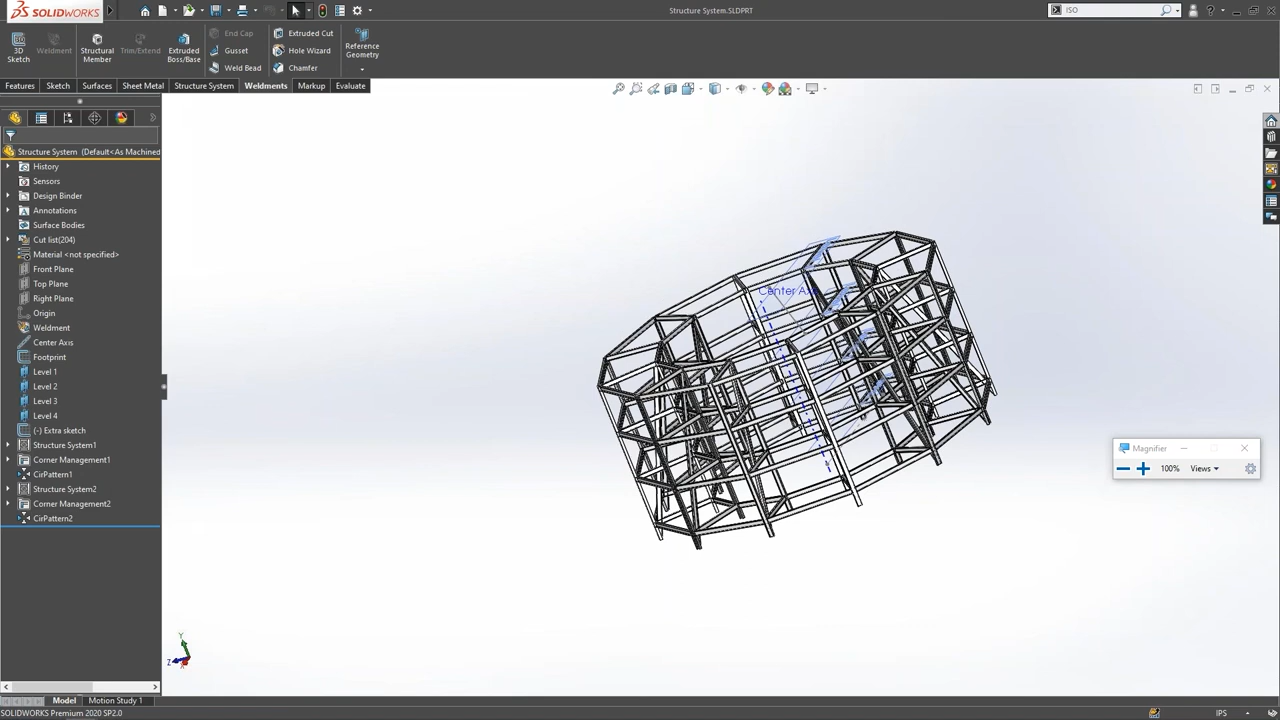 SOLIDWORKS
Structure System.SLDPRT
ISO
3D Sketch
Weldment
Structural Member
Trim/Extend
Extruded Boss/Base
End Cap
Gusset
Weld Bead
Extruded Cut
Hole Wizard
Chamfer
Reference Geometry
Features
Sketch
Surfaces
Sheet Metal
Structure System
Weldments
Markup
Evaluate
Structure System (Default<As Machined
History
Sensors
Design Binder
Annotations
Surface Bodies
Cut list(204)
Material <not specified>
Front Plane
Top Plane
Right Plane
Origin
Weldment
Center Axis
Footprint
Level 1
Level 2
Level 3
Level 4
(-) Extra sketch
Structure System1
Corner Management1
CirPattern1
Structure System2
Corner Management2
CirPattern2
Center Axis
Magnifier
100%
Views
Y
Z
Model
Motion Study 1
SOLIDWORKS Premium 2020 SP2.0
IPS